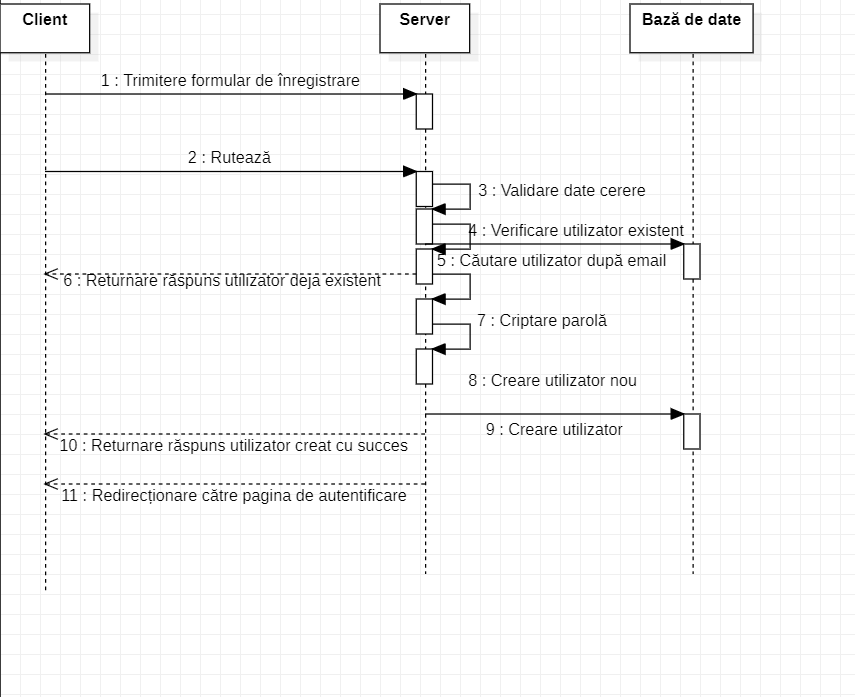 Client
Server
Bază de date
1 : Trimitere formular de înregistrare
2 : Rutează
3 : Validare date cerere
4 : Verificare utilizator existent
5 : Căutare utilizator după email
6 : Returnare răspuns utilizator deja existent
7 : Criptare parolă
8 : Creare utilizator nou
9 : Creare utilizator
10 : Returnare răspuns utilizator creat cu succes
11 : Redirecționare către pagina de autentificare